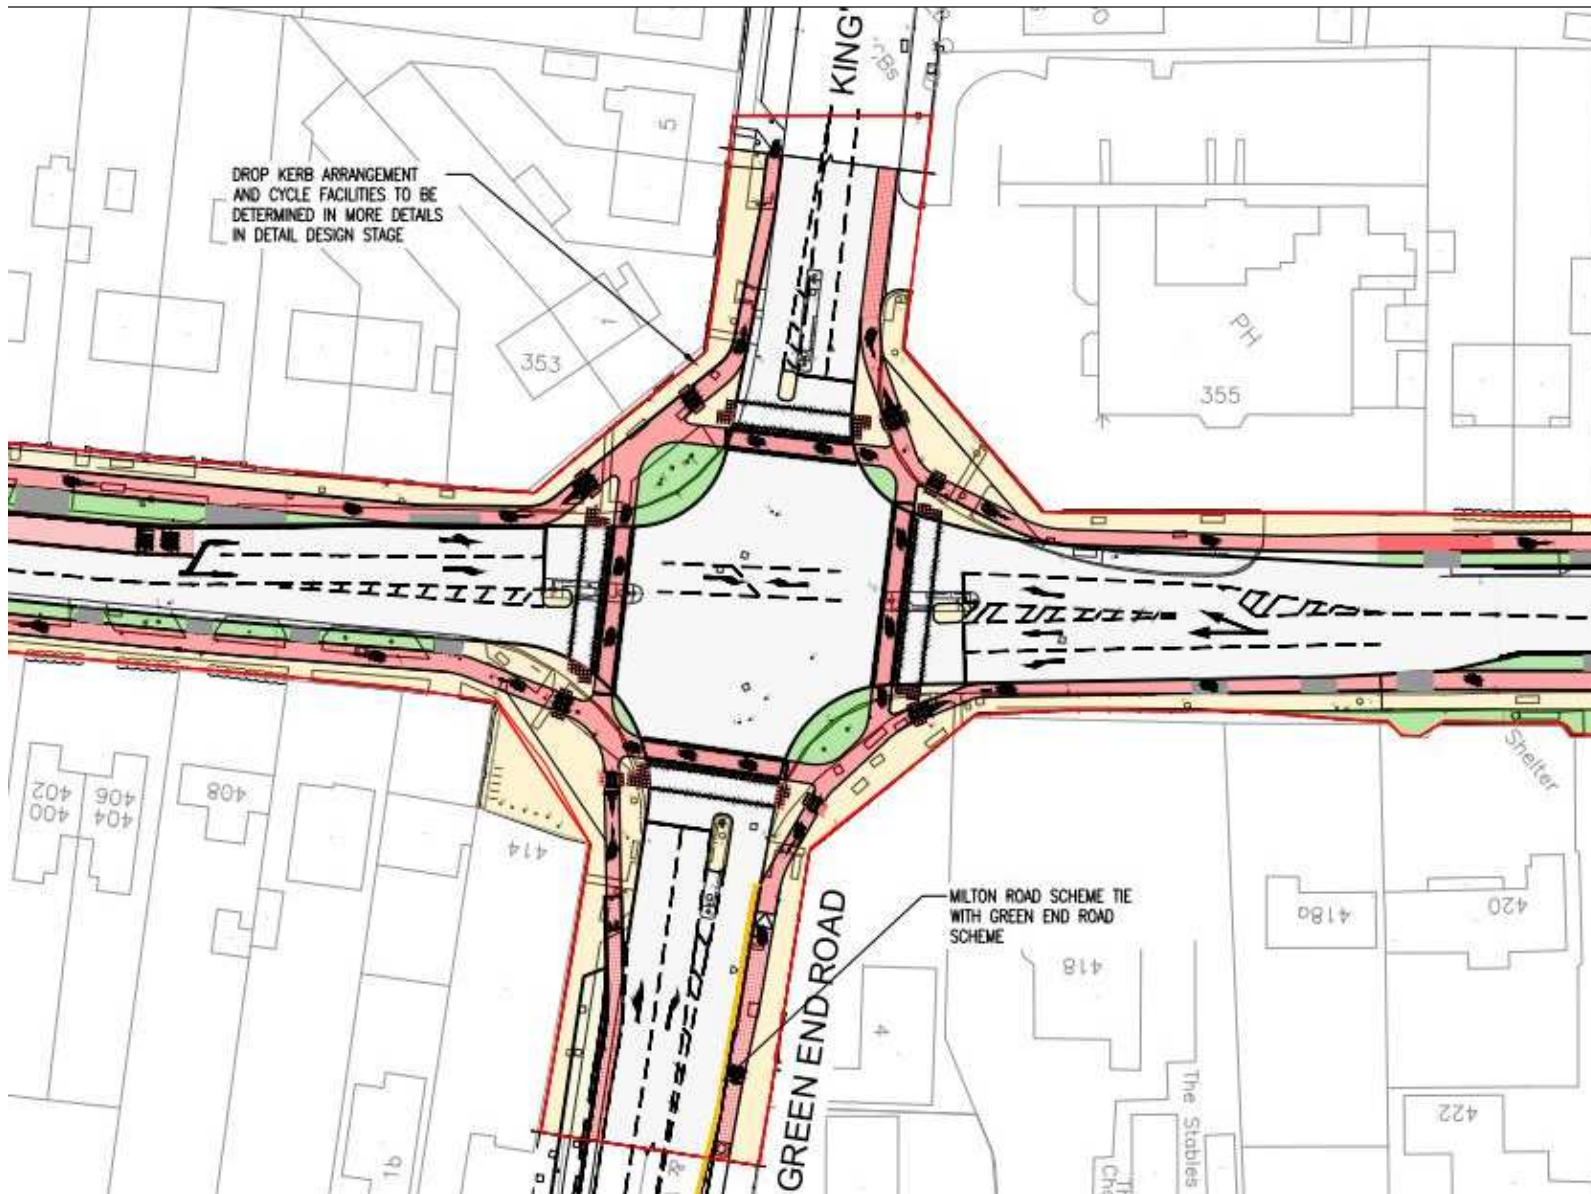 KING
5
DROP KERB ARRANGEMENT
AND CYCLE FACILITIES TO BE
DETERMINED IN MORE DETAILS
IN DETAIL DESIGN STAGE
1
353
PH
355
402
400
406
404
408
414
Shelter
GREEN END ROAD
MILTON ROAD SCHEME TIE
WITH GREEN END ROAD
SCHEME
418a
420
418
4
422
The Stables
1b